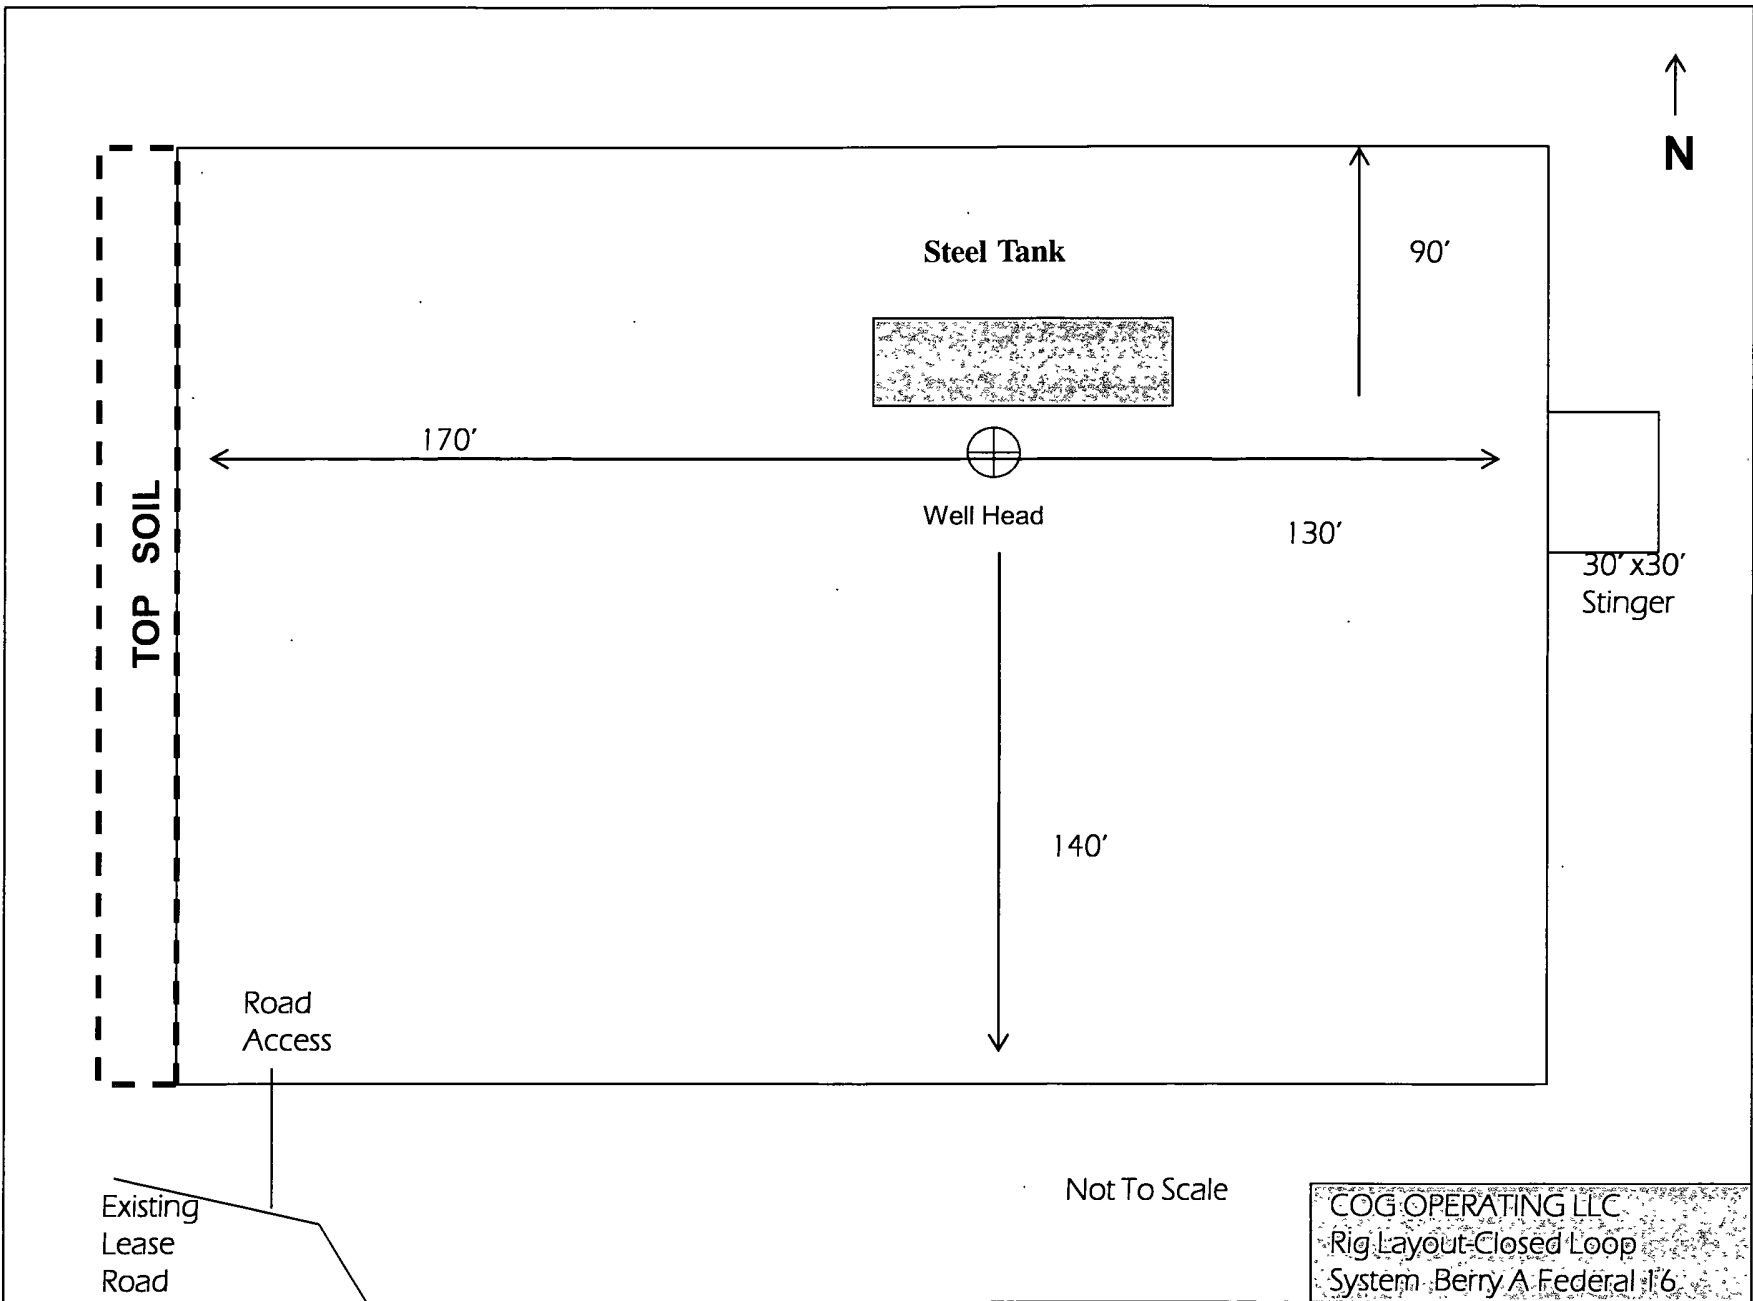 N
Steel Tank
90'
170'
Well Head
130'
30'x30'
Stinger
TOP SOIL
140'
Road
Access
Not To Scale
Existing
Lease
Road
COG OPERATING LLC
Rig Layout-Closed Loop
System Berry A Federal 16